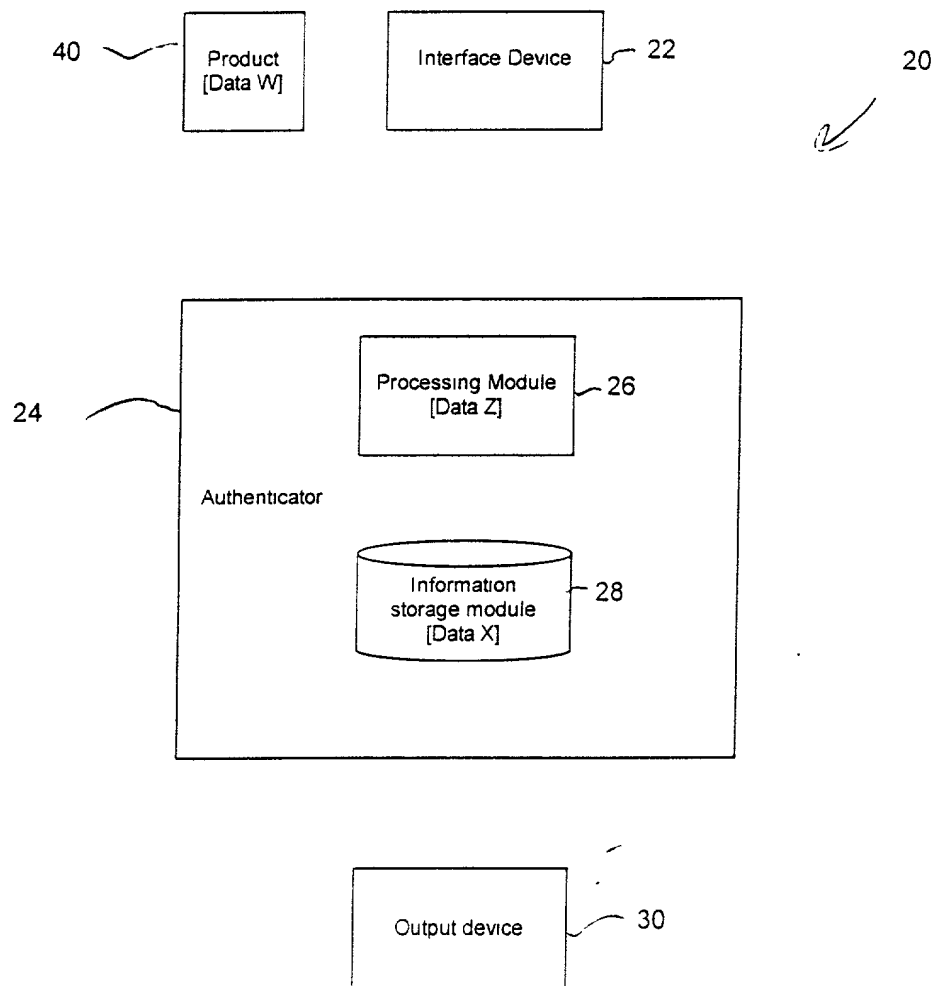 40
Product
[Data W]
Interface Device
22
20
Processing Module
[Data Z]
26
24
Authenticator
Information
storage module
[Data X]
28
Output device
30